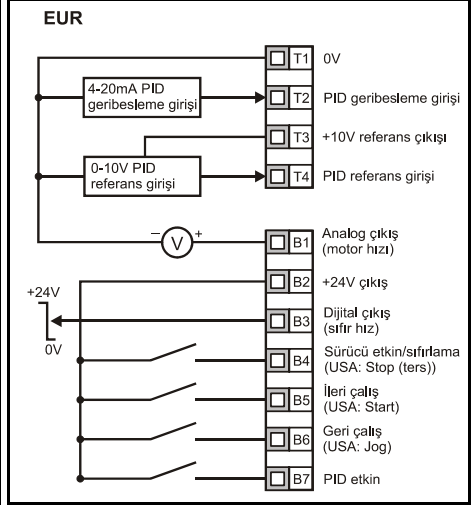 EUR
T1 0V
4-20mA PID
geribesleme girişi
T2 PID geribesleme girişi
T3 +10V referans çıkışı
0-10V PID
referans girişi
T4 PID referans girişi
− V +
B1 Analog çıkış
(motor hızı)
B2 +24V çıkış
+24V
0V
B3 Dijital çıkış
(sıfır hız)
B4 Sürücü etkin/sıfırlama
(USA: Stop (ters))
B5 İleri çalış
(USA: Start)
B6 Geri çalış
(USA: Jog)
B7 PID etkin